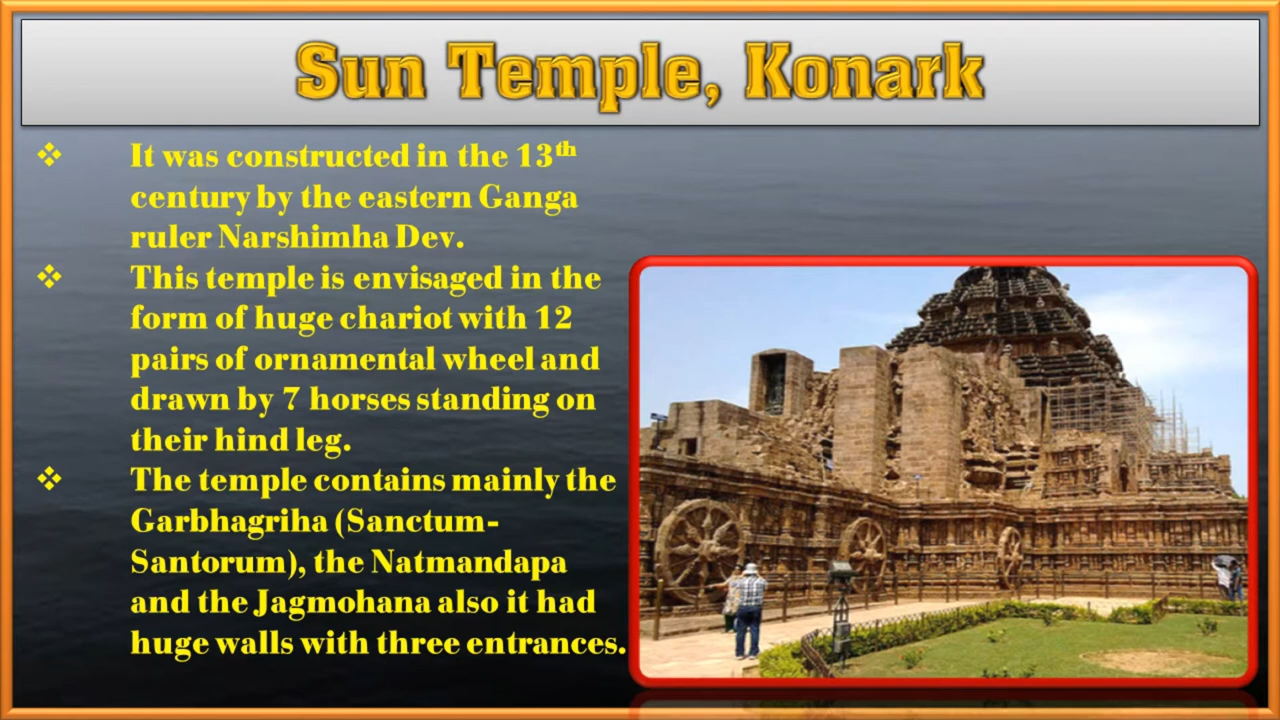 Sun Temple, Konark
❖ It was constructed in the 13th
century by the eastern Ganga
ruler Narshimha Dev.
❖ This temple is envisaged in the
form of huge chariot with 12
pairs of ornamental wheel and
drawn by 7 horses standing on
their hind leg.
❖ The temple contains mainly the
Garbhagriha (Sanctum-
Santorum), the Natmandapa
and the Jagmohana also it had
huge walls with three entrances.